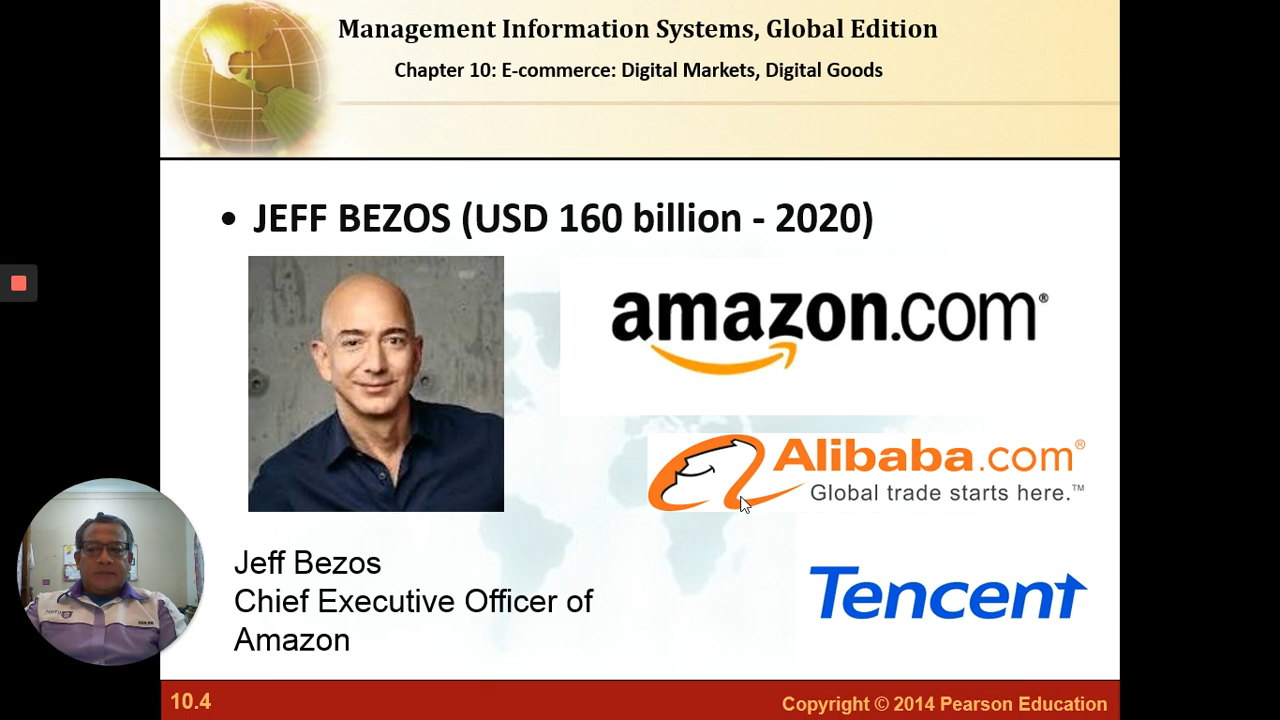 Management Information Systems, Global Edition
Chapter 10: E-commerce: Digital Markets, Digital Goods
• JEFF BEZOS (USD 160 billion - 2020)
amazon.com®
Alibaba.com®
Global trade starts here.™
Jeff Bezos
Chief Executive Officer of
Amazon
Tencent
10.4
Copyright © 2014 Pearson Education